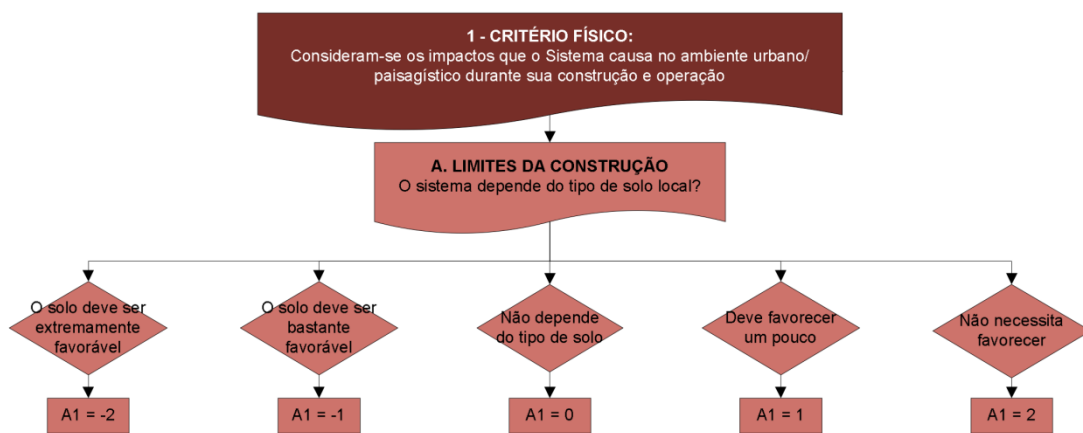 1 - CRITÉRIO FÍSICO:
Consideram-se os impactos que o Sistema causa no ambiente urbano/
paisagístico durante sua construção e operação
A. LIMITES DA CONSTRUÇÃO
O sistema depende do tipo de solo local?
O solo deve ser
extremamente
favorável
O solo deve ser
bastante
favorável
Não depende
do tipo de solo
Deve favorecer
um pouco
Não necessita
favorecer
A1 = -2
A1 = -1
A1 = 0
A1 = 1
A1 = 2